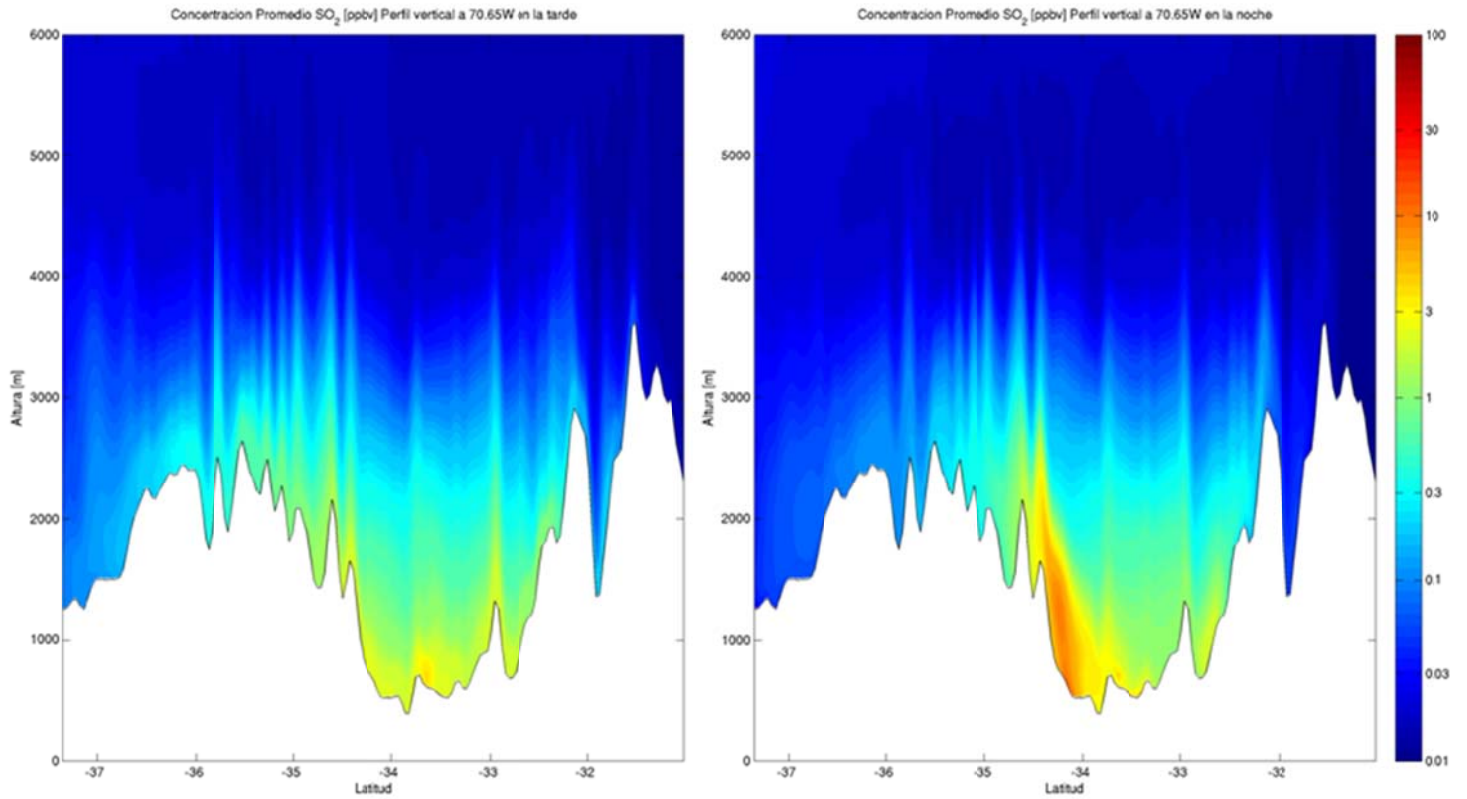 Concentracion Promedio SO2 [ppbv] Perfil vertical a 70.65W en la tarde
6000
5000
4000
3000
2000
1000
0
Altura [m]
-37 -36 -35 -34 -33 -32
Latitud
Concentracion Promedio SO2 [ppbv] Perfil vertical a 70.65W en la noche
6000
5000
4000
3000
2000
1000
0
Altura [m]
-37 -36 -35 -34 -33 -32
Latitud
100
30
10
3
1
0.3
0.1
0.03
0.01